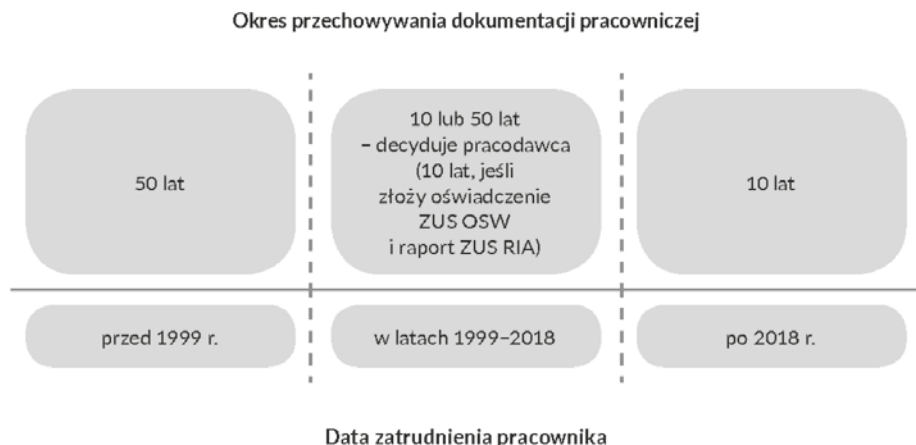 Okres przechowywania dokumentacji pracowniczej
50 lat
10 lub 50 lat
– decyduje pracodawca
(10 lat, jeśli
złoży oświadczenie
ZUS OSW
i raport ZUS RIA)
10 lat
przed 1999 r.
w latach 1999–2018
po 2018 r.
Data zatrudnienia pracownika